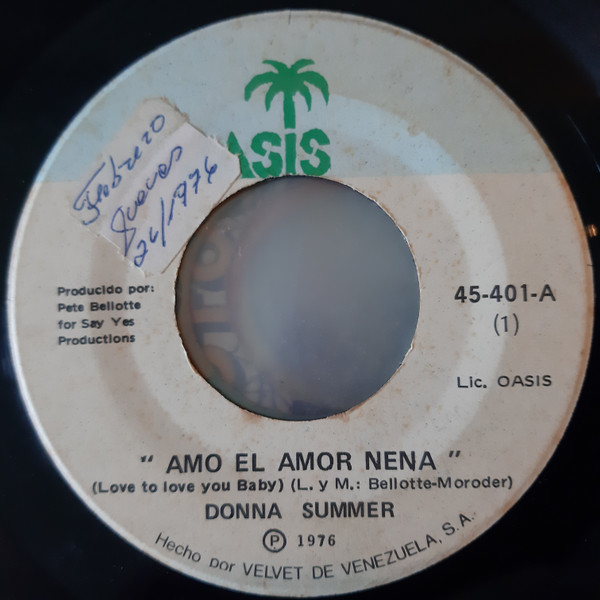 ASIS
Febrero
Jueves
26/1976
Producido por:
Pete Bellotte
for Say Yes
Productions
45-401-A
(1)
Lic. OASIS
" AMO EL AMOR NENA "
(Love to love you Baby) (L. y M.: Bellotte-Moroder)
DONNA SUMMER
℗ 1976
Hecho por VELVET DE VENEZUELA, S.A.